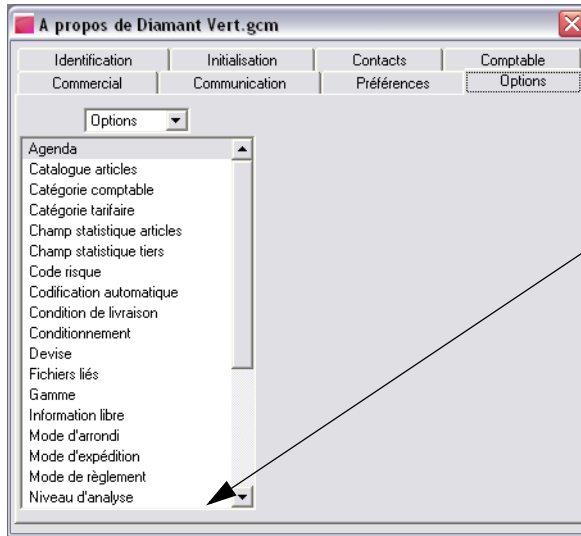 A propos de Diamant Vert.gcm
Identification Initialisation Contacts Comptable
Commercial Communication Préférences Options
Options
Agenda
Catalogue articles
Catégorie comptable
Catégorie tarifaire
Champ statistique articles
Champ statistique tiers
Code risque
Codification automatique
Condition de livraison
Conditionnement
Devise
Fichiers liés
Gamme
Information libre
Mode d'arrondi
Mode d'expédition
Mode de règlement
Niveau d'analyse